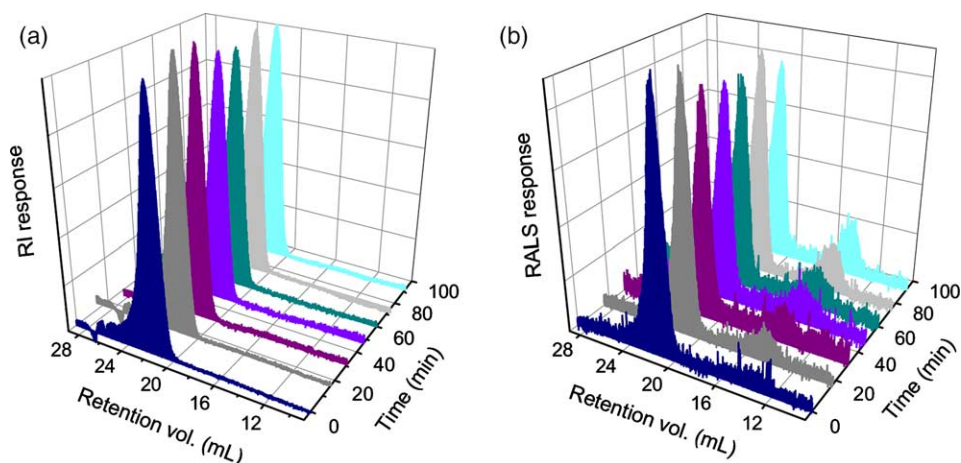 (a)
RI response
28
24
20
16
12
Retention vol. (mL)
0
20
40
60
80
100
Time (min)
(b)
RALS response
28
24
20
16
12
Retention vol. (mL)
0
20
40
60
80
100
Time (min)